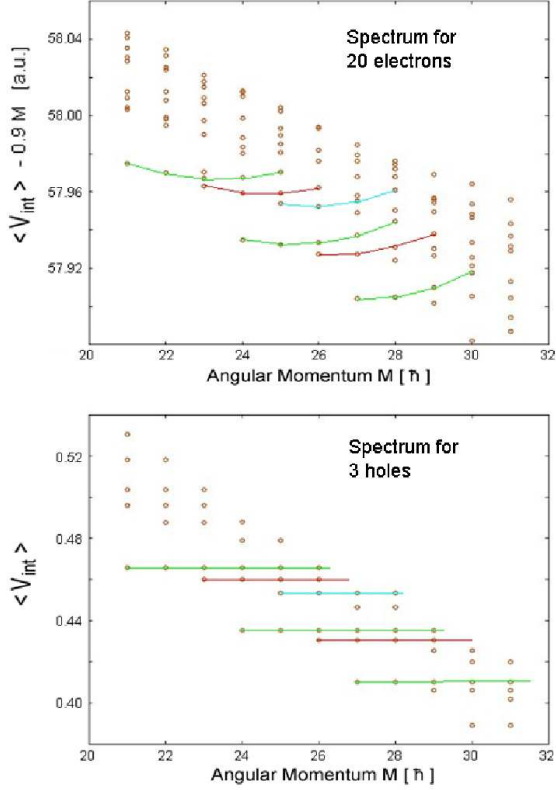 58.04
58.00
57.96
57.92
< V int > - 0.9 M [a.u.]
Spectrum for
20 electrons
20 22 24 26 28 30 32
Angular Momentum M [ ħ ]
0.52
0.48
0.44
0.40
< V int >
Spectrum for
3 holes
20 22 24 26 28 30 32
Angular Momentum M [ ħ ]